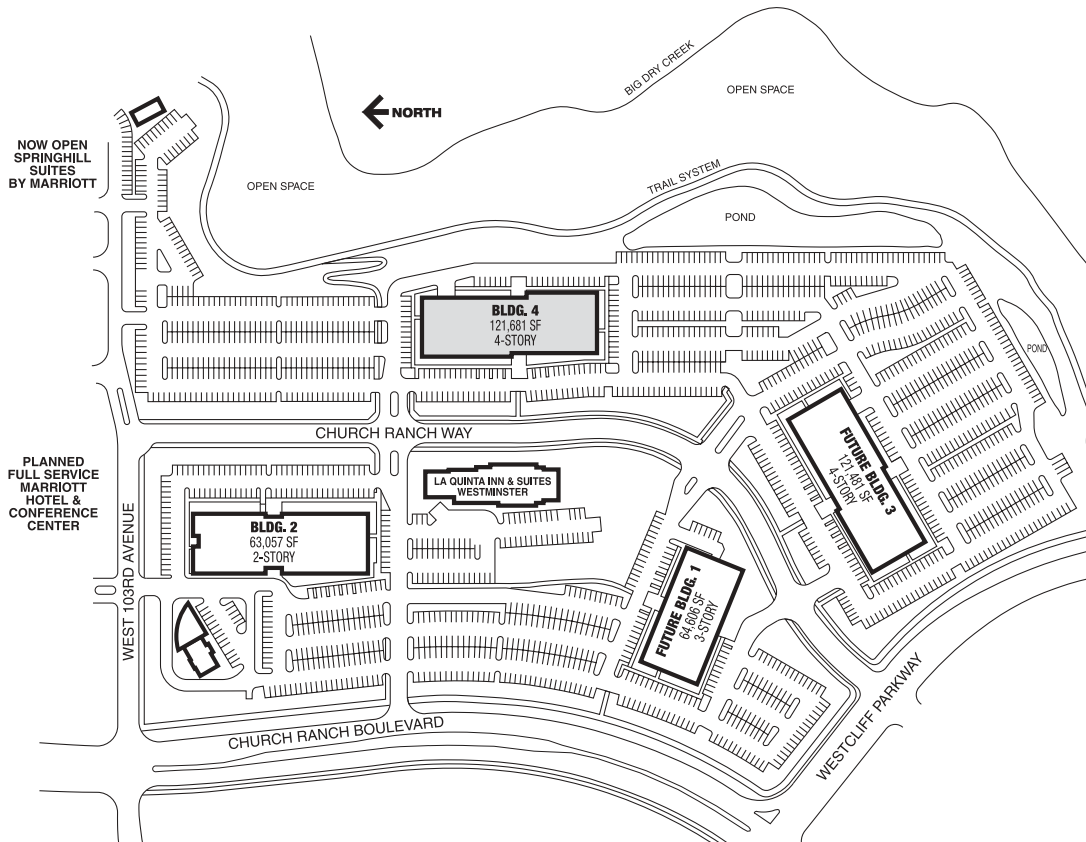 BIG DRY CREEK
OPEN SPACE
NORTH
NOW OPEN
SPRINGHILL
SUITES
BY MARRIOTT
OPEN SPACE
TRAIL SYSTEM
POND
BLDG. 4
121,681 SF
4-STORY
POND
CHURCH RANCH WAY
FUTURE BLDG. 3
121,481 SF
4-STORY
PLANNED
FULL SERVICE
MARRIOTT
HOTEL &
CONFERENCE
CENTER
LA QUINTA INN & SUITES
WESTMINSTER
WEST 103RD AVENUE
BLDG. 2
63,057 SF
2-STORY
FUTURE BLDG. 1
64,606 SF
3-STORY
CHURCH RANCH BOULEVARD
WESTCLIFF PARKWAY